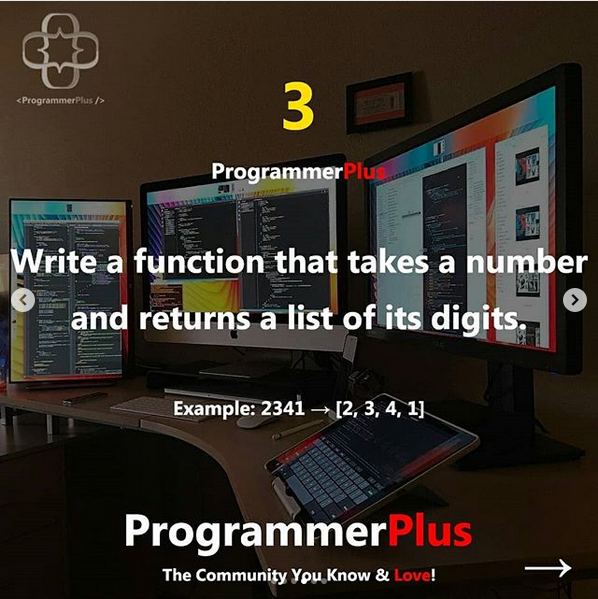 <ProgrammerPlus />
3
ProgrammerPlus
Write a function that takes a number
and returns a list of its digits.
Example: 2341 → [2, 3, 4, 1]
ProgrammerPlus
The Community You Know & Love!